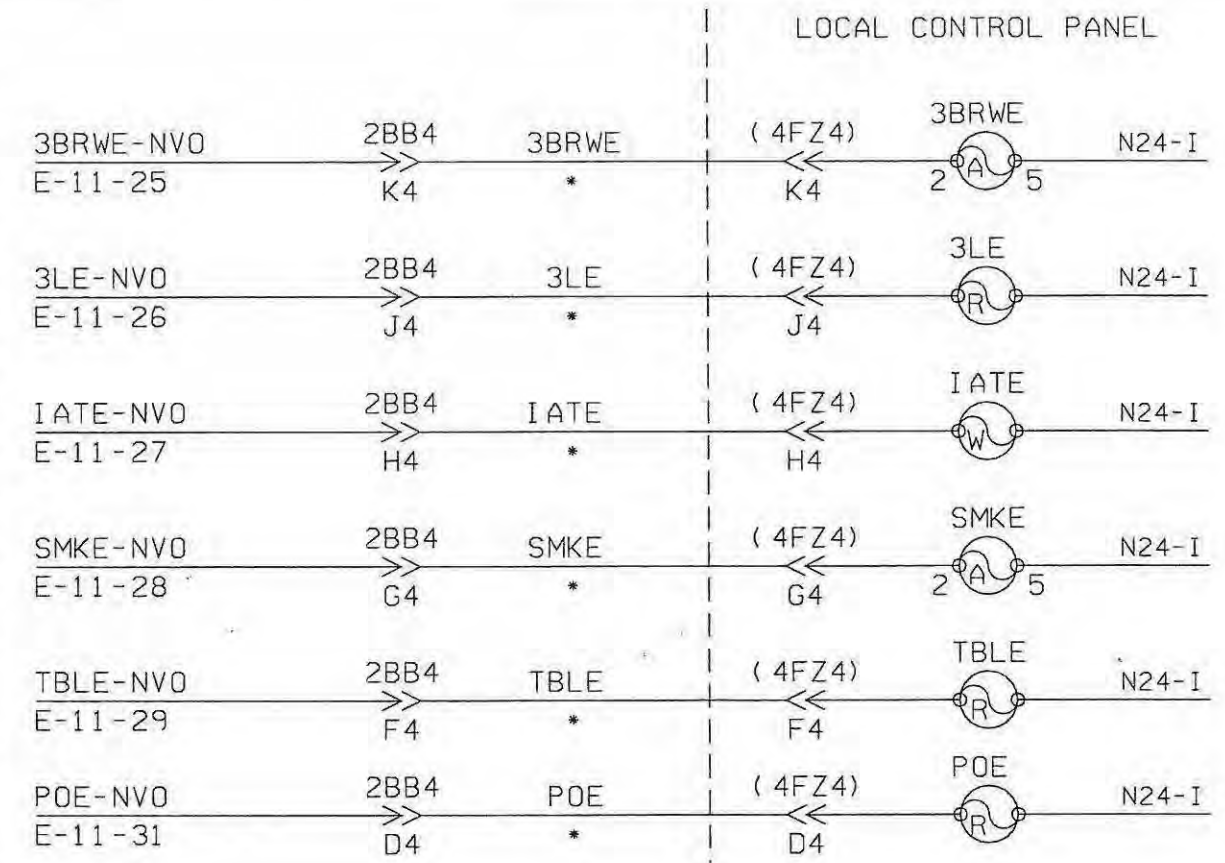 LOCAL CONTROL PANEL
3BRWE-NVO 2BB4 3BRWE (4FZ4) 3BRWE N24-I
E-11-25 K4 * K4 2 A 5
3LE-NVO 2BB4 3LE (4FZ4) 3LE N24-I
E-11-26 J4 * J4 R
IATE-NVO 2BB4 IATE (4FZ4) IATE N24-I
E-11-27 H4 * H4 W
SMKE-NVO 2BB4 SMKE (4FZ4) SMKE N24-I
E-11-28 G4 * G4 2 A 5
TBLE-NVO 2BB4 TBLE (4FZ4) TBLE N24-I
E-11-29 F4 * F4 R
POE-NVO 2BB4 POE (4FZ4) POE N24-I
E-11-31 D4 * D4 R